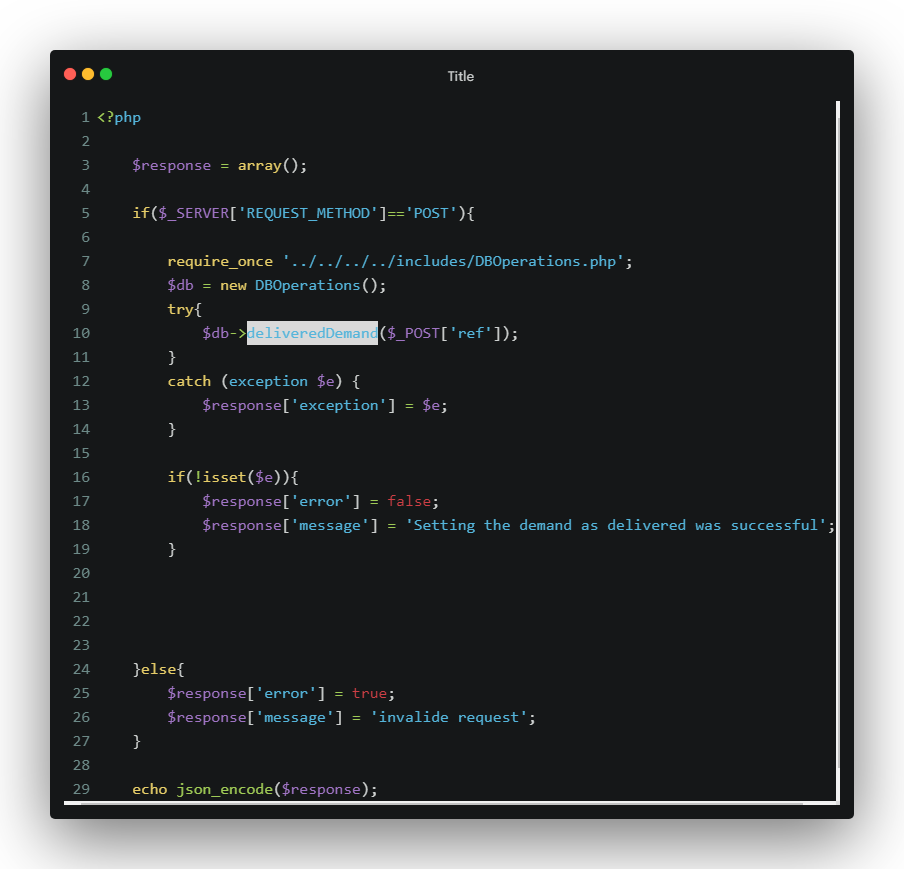 Title
1 <?php
2
3     $response = array();
4
5     if($_SERVER['REQUEST_METHOD']=='POST'){
6
7         require_once '../../../../includes/DBOperations.php';
8         $db = new DBOperations();
9         try{
10             $db->deliveredDemand($_POST['ref']);
11         }
12         catch (exception $e) {
13             $response['exception'] = $e;
14         }
15
16         if(!isset($e)){
17             $response['error'] = false;
18             $response['message'] = 'Setting the demand as delivered was successful';
19         }
20
21
22
23
24     }else{
25         $response['error'] = true;
26         $response['message'] = 'invalide request';
27     }
28
29     echo json_encode($response);